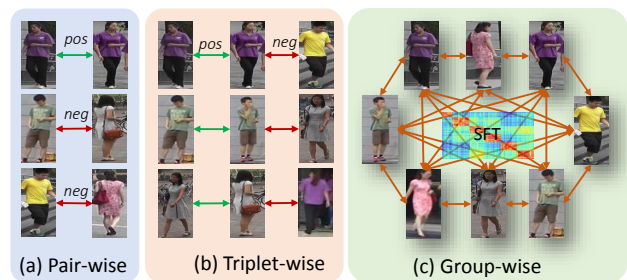 pos
neg
neg
(a) Pair-wise
pos
neg
(b) Triplet-wise
SFT
(c) Group-wise